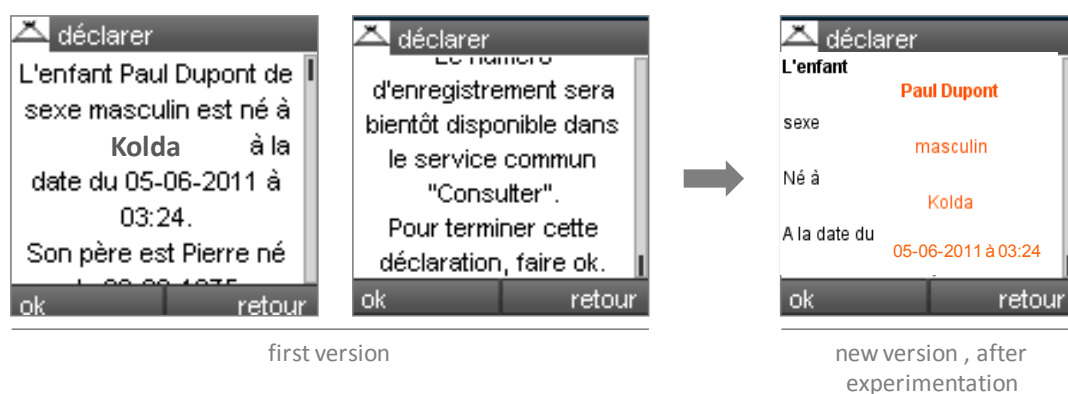 déclarer
L'enfant Paul Dupont de
sexe masculin est né à
Kolda à la
date du 05-06-2011 à
03:24.
Son père est Pierre né
ok retour
déclarer
Le numéro
d'enregistrement sera
bientôt disponible dans
le service commun
"Consulter".
Pour terminer cette
déclaration, faire ok.
ok retour
first version
déclarer
L'enfant
Paul Dupont
sexe
masculin
Né à
Kolda
A la date du
05-06-2011 à 03:24
ok retour
new version , after
experimentation